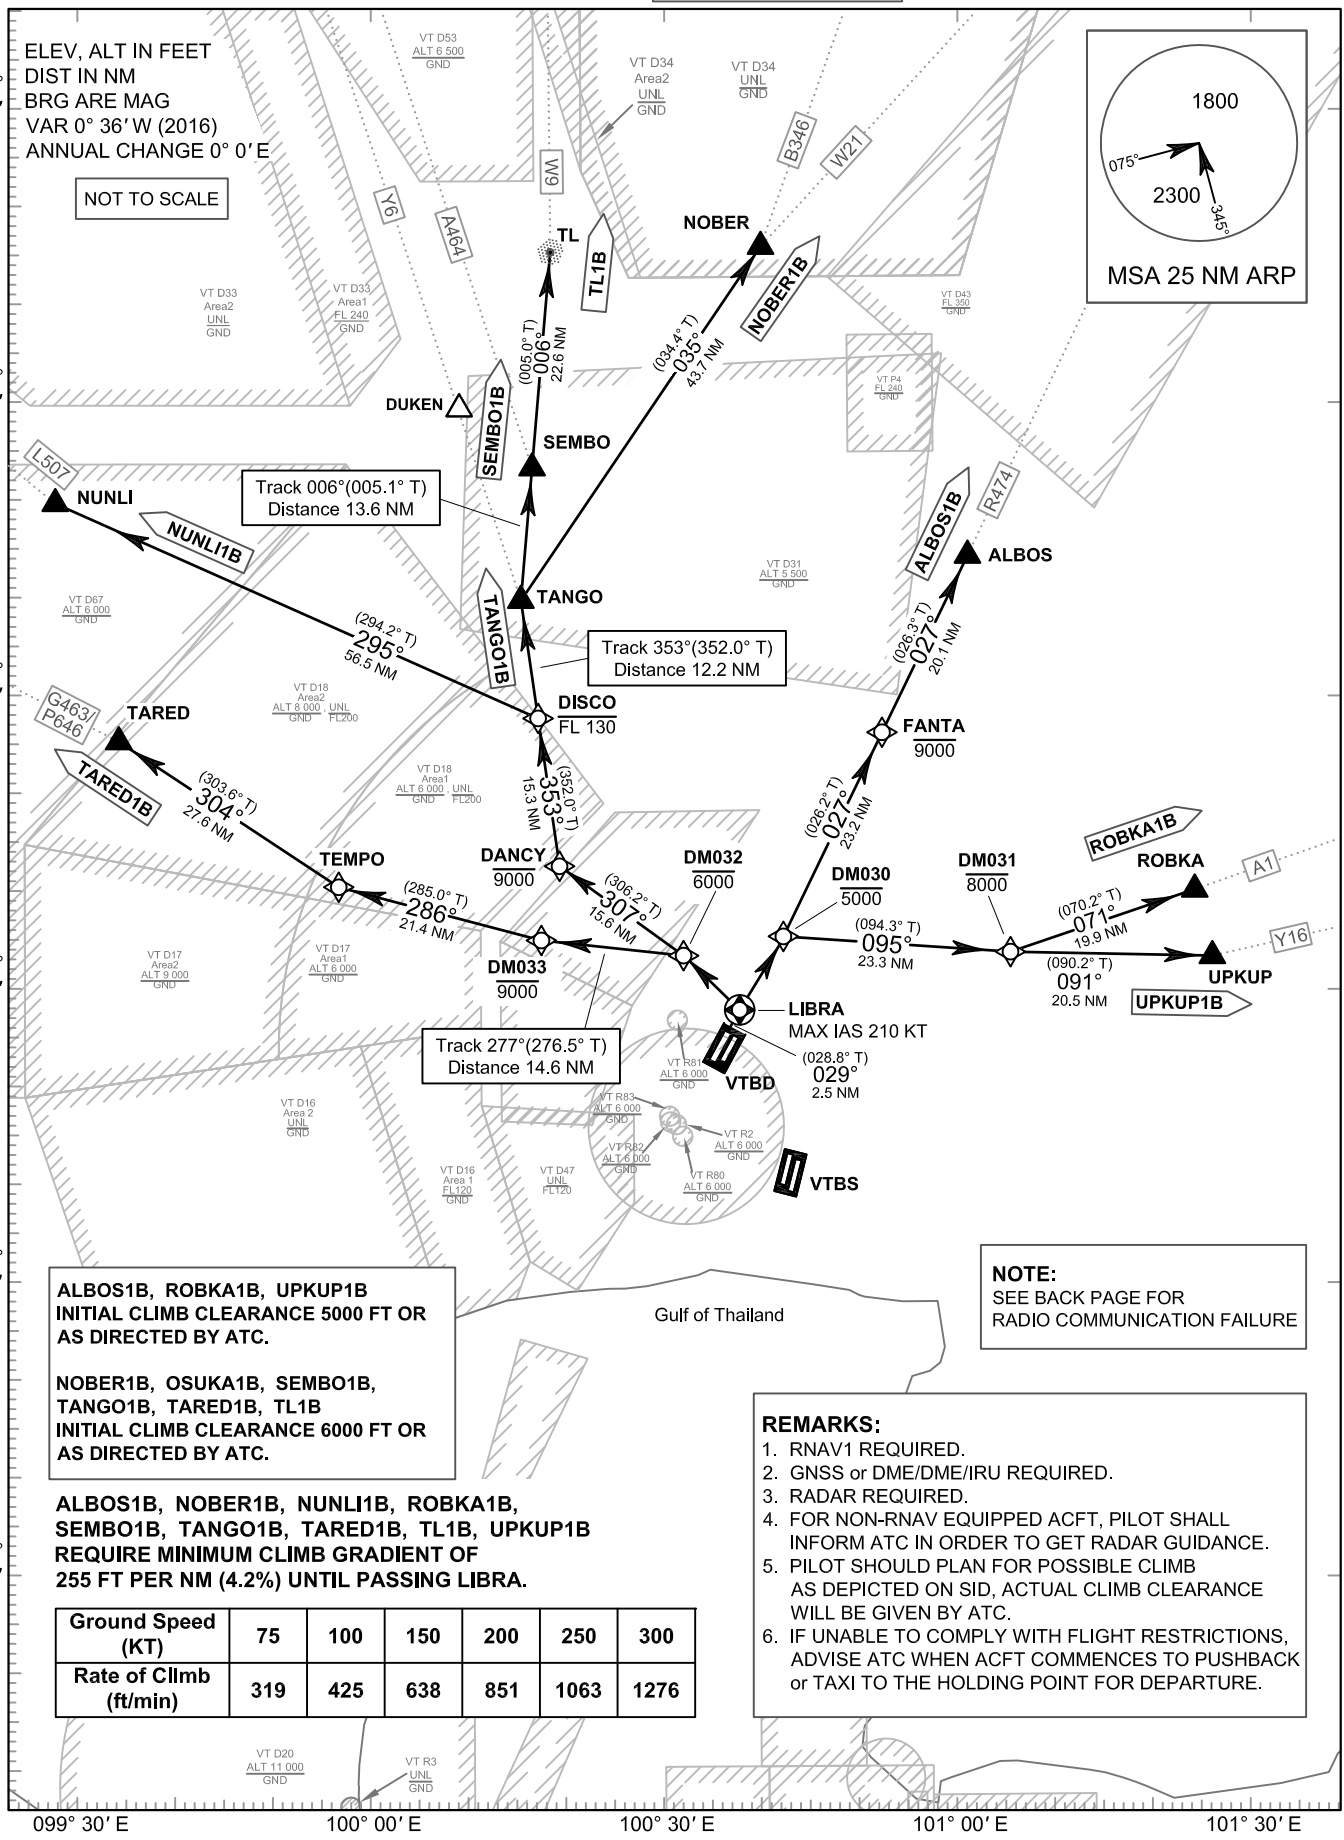 ELEV, ALT IN FEET
DIST IN NM
BRG ARE MAG
VAR 0° 36' W (2016)
ANNUAL CHANGE 0° 0' E
NOT TO SCALE
VT D53
ALT 6 500
GND
VT D34
Area2
UNL
GND
VT D34
UNL
GND
B346
W21
W9
Y6
A464
1800
075°
2300
345°
MSA 25 NM ARP
TL
TL1B
NOBER
NOBER1B
VT D33
Area2
UNL
GND
VT D33
Area1
FL 240
GND
VT D43
FL 350
GND
(005.0° T)
006°
22.6 NM
(034.4° T)
035°
43.7 NM
VT P4
FL 240
GND
DUKEN
SEMBO1B
SEMBO
L507
NUNLI
NUNLI1B
Track 006°(005.1° T)
Distance 13.6 NM
R474
ALBOS1B
ALBOS
VT D31
ALT 5 500
GND
VT D67
ALT 6 000
GND
TANGO
TANGO1B
(294.2° T)
295°
56.5 NM
Track 353°(352.0° T)
Distance 12.2 NM
(026.3° T)
027°
20.1 NM
VT D18
Area2
ALT 8 000 , UNL
GND FL200
G463/
P646
TARED
TARED1B
DISCO
FL 130
FANTA
9000
(303.6° T)
304°
27.6 NM
VT D18
Area1
ALT 6 000 , UNL
GND FL200
(352.0° T)
353°
15.3 NM
(026.2° T)
027°
23.2 NM
ROBKA1B
ROBKA
A1
TEMPO
DANCY
9000
DM032
6000
DM030
5000
DM031
8000
(285.0° T)
286°
21.4 NM
(306.2° T)
307°
15.6 NM
(094.3° T)
095°
23.3 NM
(070.2° T)
071°
19.9 NM
Y16
UPKUP
(090.2° T)
091°
20.5 NM
UPKUP1B
VT D17
Area2
ALT 9 000
GND
VT D17
Area1
ALT 6 000
GND
DM033
9000
LIBRA
MAX IAS 210 KT
Track 277°(276.5° T)
Distance 14.6 NM
(028.8° T)
029°
2.5 NM
VTBD
VT R81
ALT 6 000
GND
VT R83
ALT 6 000
GND
VT R82
ALT 6 000
GND
VT R2
ALT 6 000
GND
VT R80
ALT 6 000
GND
VTBS
VT D16
Area 2
UNL
GND
VT D16
Area 1
FL120
GND
VT D47
UNL
FL120
ALBOS1B, ROBKA1B, UPKUP1B
INITIAL CLIMB CLEARANCE 5000 FT OR
AS DIRECTED BY ATC.
NOBER1B, OSUKA1B, SEMBO1B,
TANGO1B, TARED1B, TL1B
INITIAL CLIMB CLEARANCE 6000 FT OR
AS DIRECTED BY ATC.
Gulf of Thailand
NOTE:
SEE BACK PAGE FOR
RADIO COMMUNICATION FAILURE
ALBOS1B, NOBER1B, NUNLI1B, ROBKA1B,
SEMBO1B, TANGO1B, TARED1B, TL1B, UPKUP1B
REQUIRE MINIMUM CLIMB GRADIENT OF
255 FT PER NM (4.2%) UNTIL PASSING LIBRA.
Ground Speed (KT) 75 100 150 200 250 300
Rate of Climb (ft/min) 319 425 638 851 1063 1276
REMARKS:
1. RNAV1 REQUIRED.
2. GNSS or DME/DME/IRU REQUIRED.
3. RADAR REQUIRED.
4. FOR NON-RNAV EQUIPPED ACFT, PILOT SHALL
INFORM ATC IN ORDER TO GET RADAR GUIDANCE.
5. PILOT SHOULD PLAN FOR POSSIBLE CLIMB
AS DEPICTED ON SID, ACTUAL CLIMB CLEARANCE
WILL BE GIVEN BY ATC.
6. IF UNABLE TO COMPLY WITH FLIGHT RESTRICTIONS,
ADVISE ATC WHEN ACFT COMMENCES TO PUSHBACK
or TAXI TO THE HOLDING POINT FOR DEPARTURE.
VT D20
ALT 11 000
GND
VT R3
UNL
GND
099° 30' E
100° 00' E
100° 30' E
101° 00' E
101° 30' E